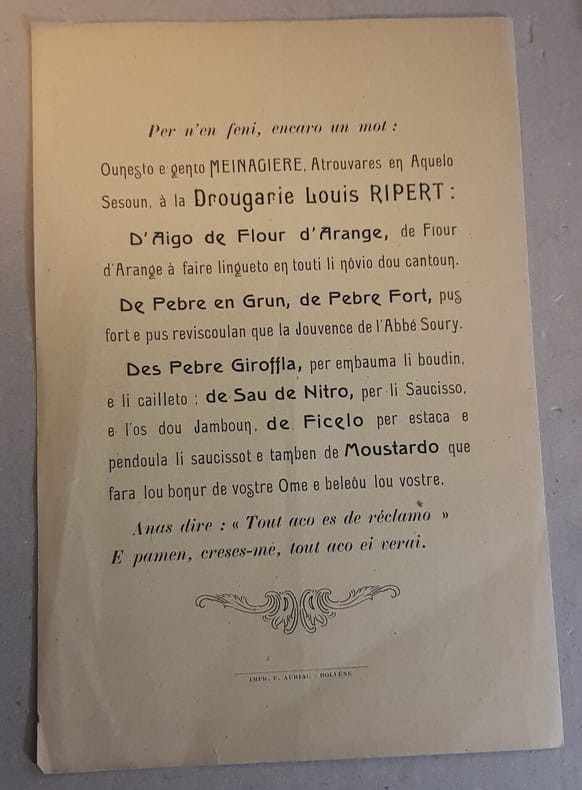 Per n'en feni, encaro un mot :
Ounesto e gento MEINAGIERE, Atrouvares en Aquelo
Sesoun, à la Drougarie Louis RIPERT :
D'Aigo de Flour d'Arange, de Flour
d'Arange à faire lingueto en touti li nòvio dou cantoun.
De Pebre en Grun, de Pebre Fort, pus
fort e pus reviscoulan que la Jouvence de l'Abbé Soury.
Des Pebre Giroffla, per embauma li boudin,
e li cailleto ; de Sau de Nitro, per li Saucisso,
e l'os dou Jamboun, de Ficelo per estaca e
pendoula li saucissot e tamben de Moustardo que
fara lou bonur de vostre Ome e beleòu lou vostre.
Anas dire : « Tout aco es de réclamo »
E pamen, creses-me, tout aco ei verai.
IMPR. F. AURIAC - BOLLÈNE